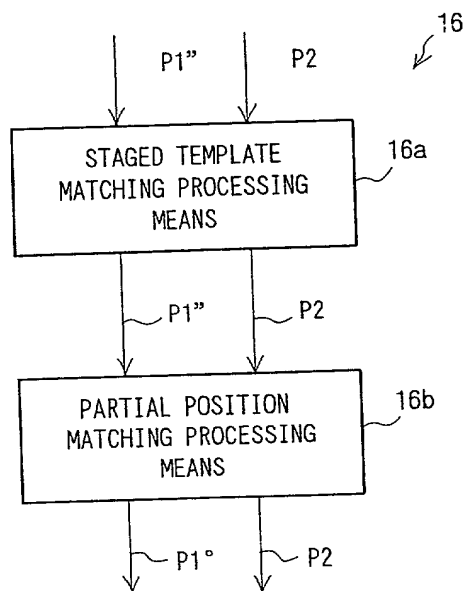 16
P1” P2
STAGED TEMPLATE
MATCHING PROCESSING
MEANS
16a
P1” P2
PARTIAL POSITION
MATCHING PROCESSING
MEANS
16b
P1° P2